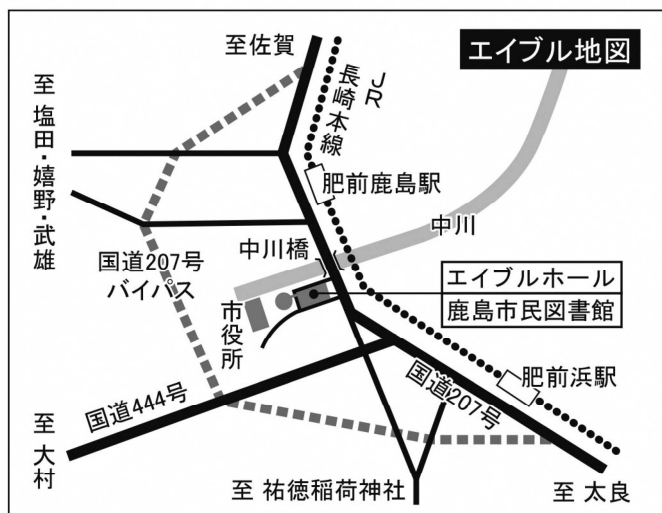 エイブル地図
至佐賀
JR
長崎本線
至 塩田・嬉野・武雄
肥前鹿島駅
中川
中川橋
国道207号
バイパス
エイブルホール
鹿島市民図書館
市役所
肥前浜駅
国道444号
国道207号
至 大村
至 祐徳稲荷神社
至 太良